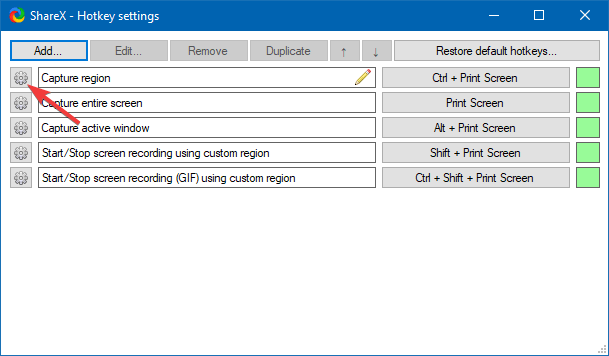 ShareX - Hotkey settings
Add... Edit... Remove Duplicate ↑ ↓ Restore default hotkeys...
Capture region Ctrl + Print Screen
Capture entire screen Print Screen
Capture active window Alt + Print Screen
Start/Stop screen recording using custom region Shift + Print Screen
Start/Stop screen recording (GIF) using custom region Ctrl + Shift + Print Screen